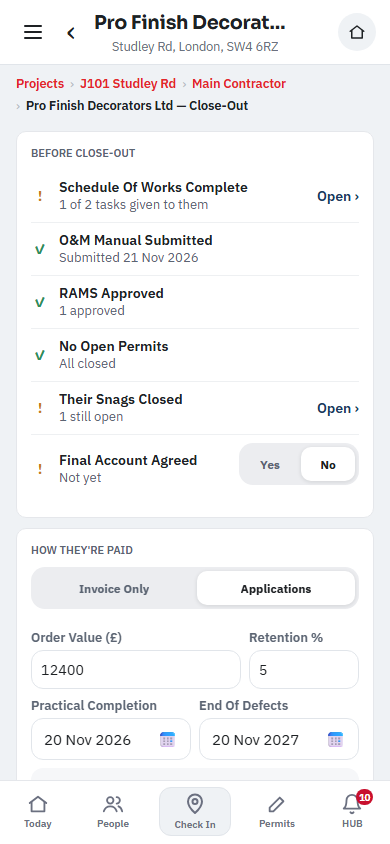 Pro Finish Decorat...
Studley Rd, London, SW4 6RZ
Projects › J101 Studley Rd › Main Contractor
› Pro Finish Decorators Ltd — Close-Out
BEFORE CLOSE-OUT
! Schedule Of Works Complete
1 of 2 tasks given to them
Open ›
O&M Manual Submitted
Submitted 21 Nov 2026
RAMS Approved
1 approved
No Open Permits
All closed
! Their Snags Closed
1 still open
Open ›
! Final Account Agreed
Not yet
Yes No
HOW THEY'RE PAID
Invoice Only Applications
Order Value (£) Retention %
12400 5
Practical Completion End Of Defects
20 Nov 2026 20 Nov 2027
Today People Check In Permits HUB
10